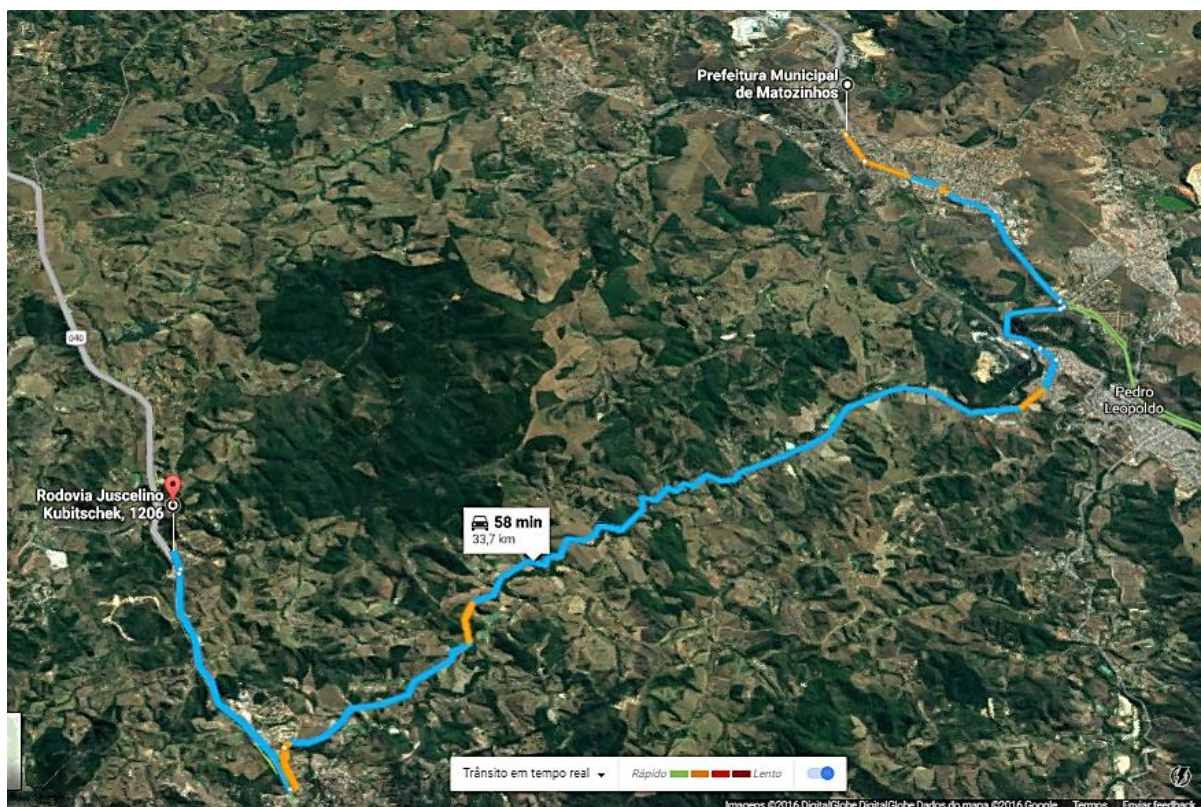 Prefeitura Municipal
de Matozinhos
040
Pedro
Leopoldo
Rodovia Juscelino
Kubitschek, 1206
58 min
33,7 km
Trânsito em tempo real
Rápido
Lento
Imagens ©2016 DigitalGlobe,DigitalGlobe,Dados do mapa ©2016 Google
Termos
Enviar feedback